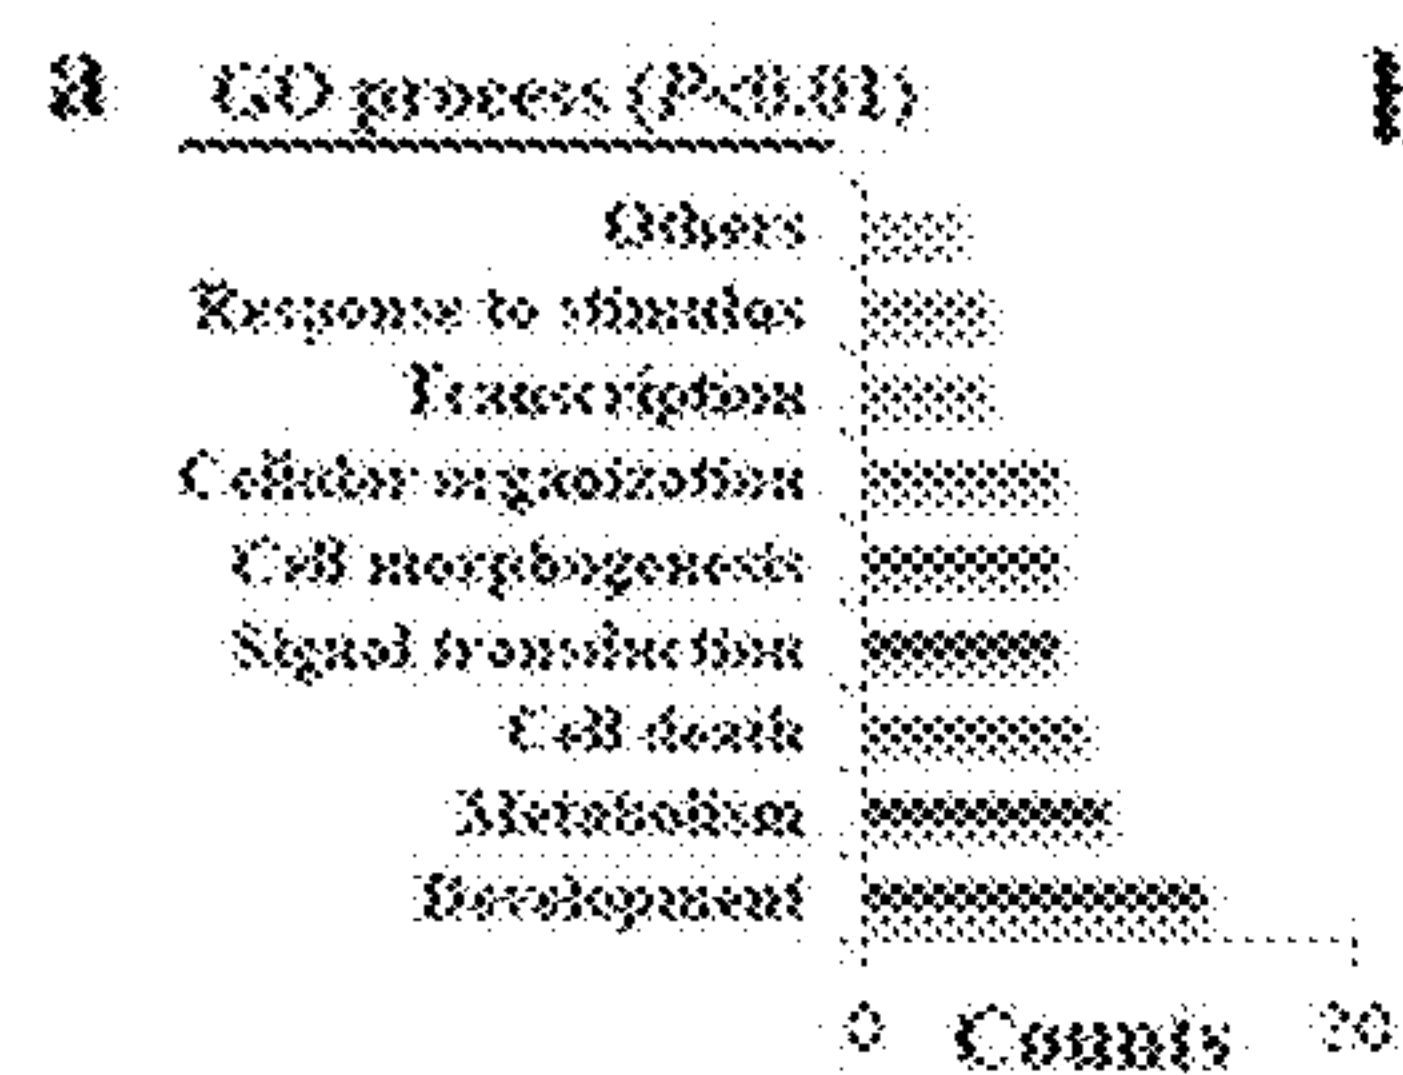 a GO process (P<0.01)
Others
Response to stimulus
Transcription
Cellular organization
Cell morphogenesis
Signal transduction
Cell death
Metabolism
Development
0 Counts 20